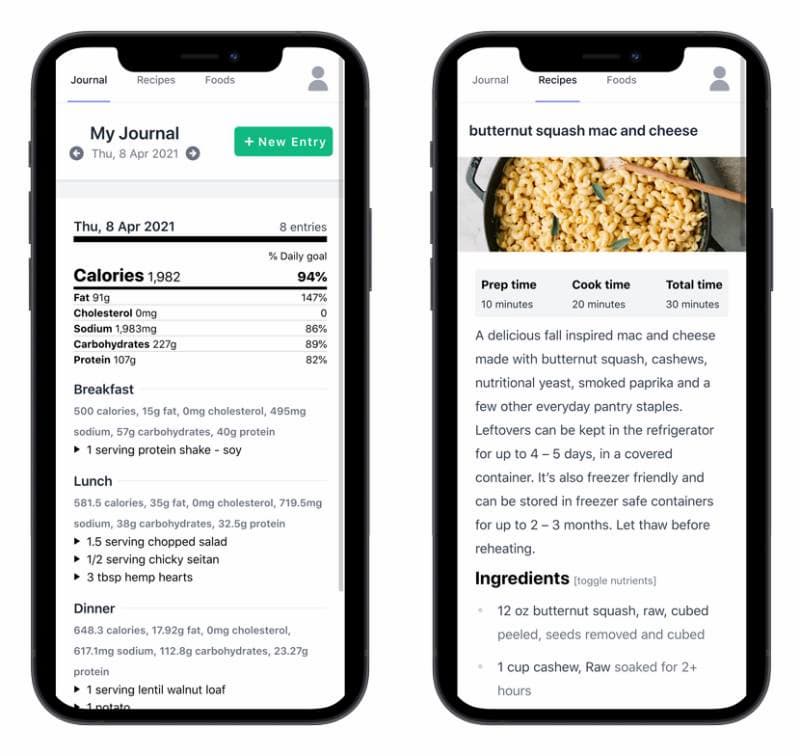 Journal Recipes Foods
My Journal
Thu, 8 Apr 2021
+ New Entry
Thu, 8 Apr 2021 8 entries
% Daily goal
Calories 1,982 94%
Fat 91g 147%
Cholesterol 0mg 0
Sodium 1,983mg 86%
Carbohydrates 227g 89%
Protein 107g 82%
Breakfast
500 calories, 15g fat, 0mg cholesterol, 495mg
sodium, 57g carbohydrates, 40g protein
1 serving protein shake - soy
Lunch
581.5 calories, 35g fat, 0mg cholesterol, 719.5mg
sodium, 38g carbohydrates, 32.5g protein
1.5 serving chopped salad
1/2 serving chicky seitan
3 tbsp hemp hearts
Dinner
648.3 calories, 17.92g fat, 0mg cholesterol,
617.1mg sodium, 112.8g carbohydrates, 23.27g
protein
1 serving lentil walnut loaf
1 potato
Journal Recipes Foods
butternut squash mac and cheese
Prep time Cook time Total time
10 minutes 20 minutes 30 minutes
A delicious fall inspired mac and cheese
made with butternut squash, cashews,
nutritional yeast, smoked paprika and a
few other everyday pantry staples.
Leftovers can be kept in the refrigerator
for up to 4 – 5 days, in a covered
container. It's also freezer friendly and
can be stored in freezer safe containers
for up to 2 – 3 months. Let thaw before
reheating.
Ingredients [toggle nutrients]
12 oz butternut squash, raw, cubed
peeled, seeds removed and cubed
1 cup cashew, Raw soaked for 2+
hours